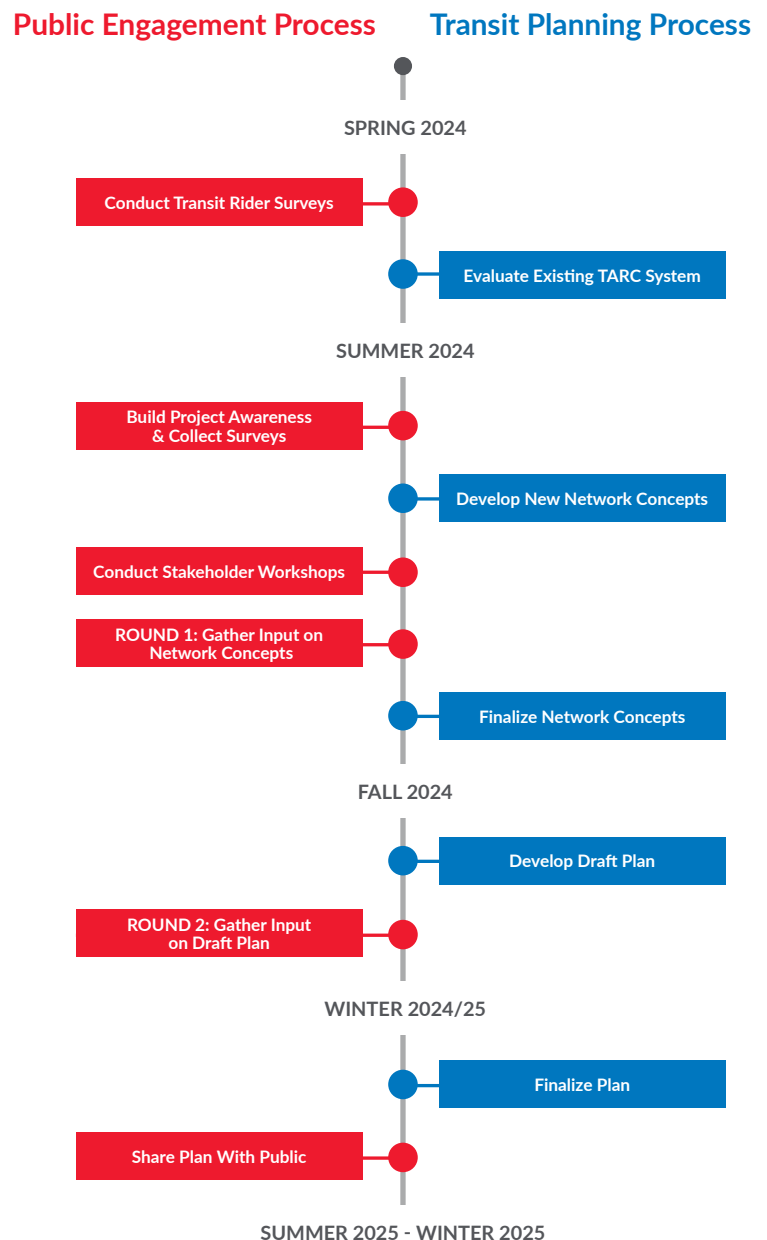 Public Engagement Process
Transit Planning Process
SPRING 2024
Conduct Transit Rider Surveys
Evaluate Existing TARC System
SUMMER 2024
Build Project Awareness
& Collect Surveys
Develop New Network Concepts
Conduct Stakeholder Workshops
ROUND 1: Gather Input on
Network Concepts
Finalize Network Concepts
FALL 2024
Develop Draft Plan
ROUND 2: Gather Input
on Draft Plan
WINTER 2024/25
Finalize Plan
Share Plan With Public
SUMMER 2025 - WINTER 2025